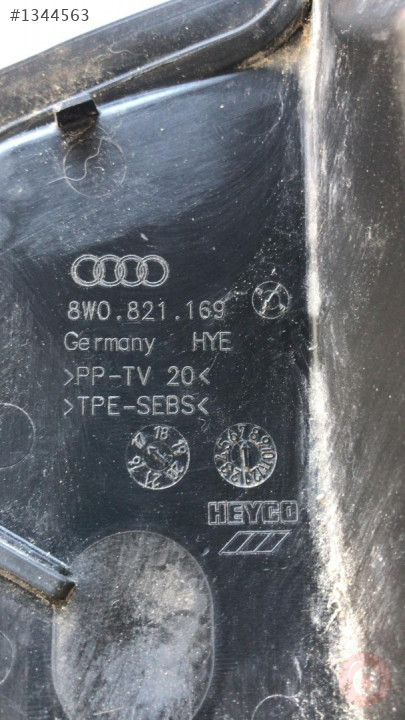 #1344563
8W0.821.169
Germany HYE
>PP-TV 20<
>TPE-SEBS<
HEYCO